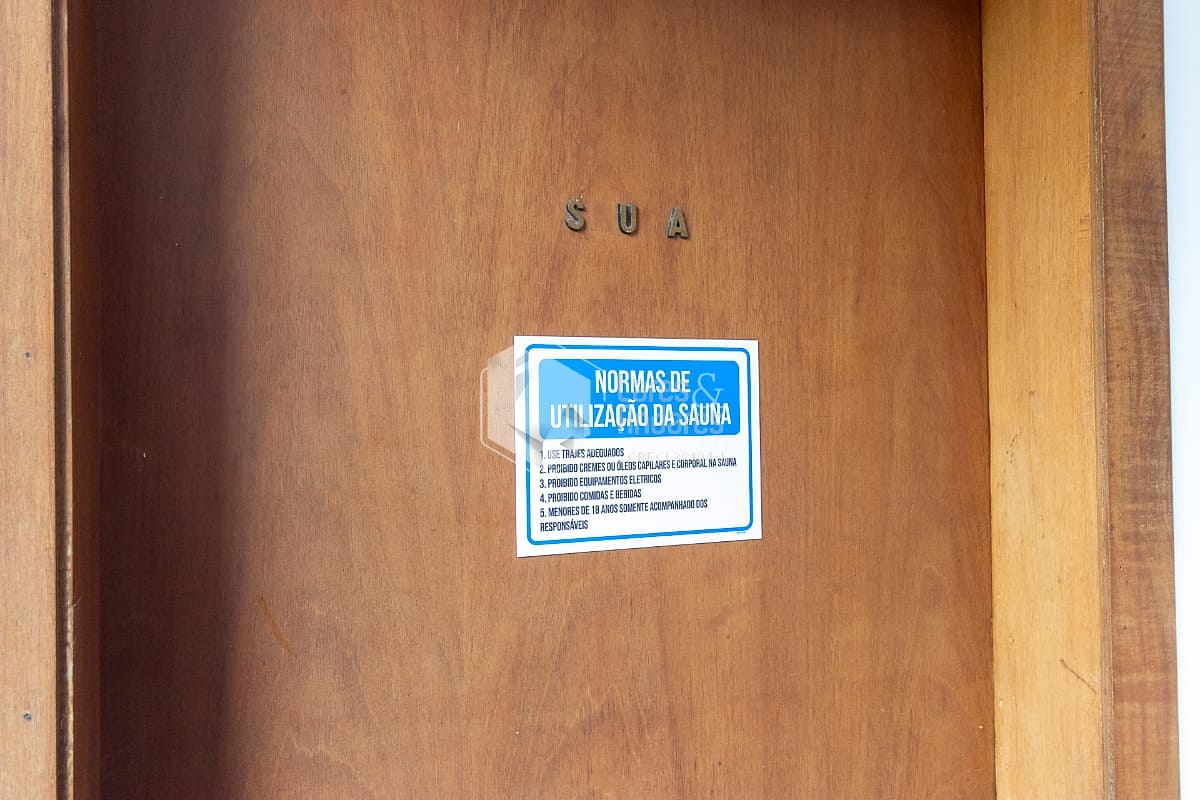 SUA
NORMAS DE
UTILIZAÇÃO DA SAUNA
1. USE TRAJES ADEQUADOS
2. PROIBIDO CREMES OU ÓLEOS CAPILARES E CORPORAL NA SAUNA
3. PROIBIDO EQUIPAMENTOS ELETRICOS
4. PROIBIDO COMIDAS E BEBIDAS
5. MENORES DE 18 ANOS SOMENTE ACOMPANHADO DOS
RESPONSÁVEIS